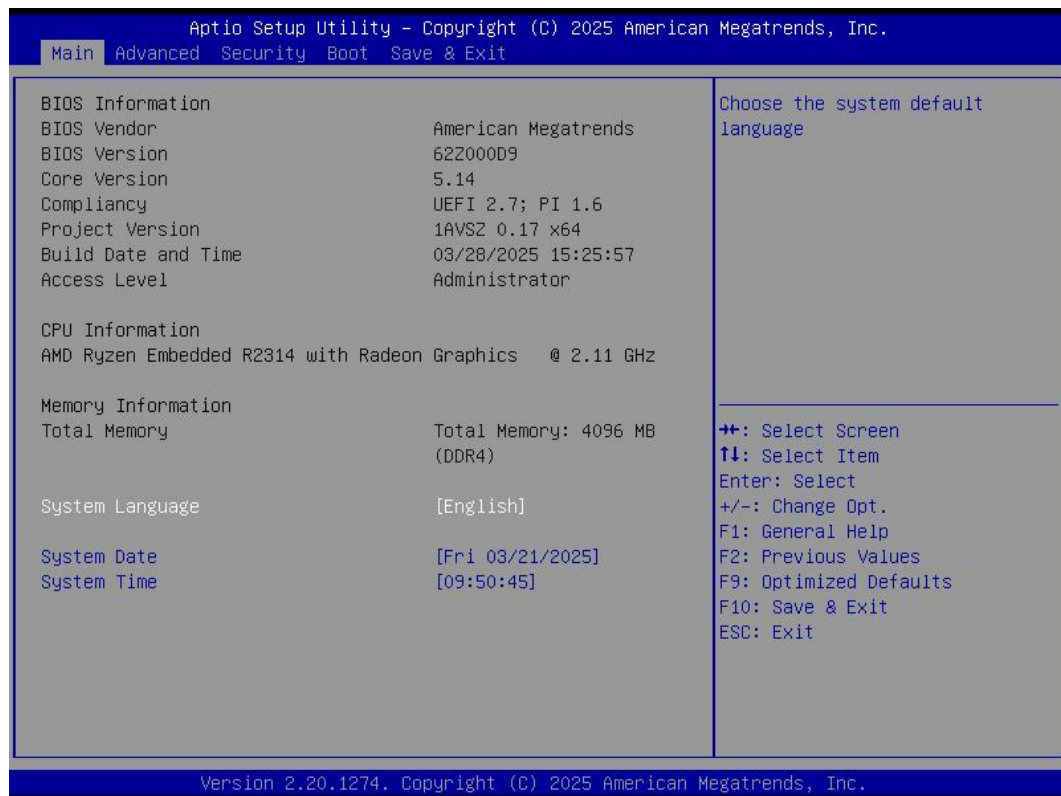 Aptio Setup Utility – Copyright (C) 2025 American Megatrends, Inc.
Main Advanced Security Boot Save & Exit
BIOS Information
BIOS Vendor American Megatrends
BIOS Version 62Z000D9
Core Version 5.14
Compliancy UEFI 2.7; PI 1.6
Project Version 1AVSZ 0.17 x64
Build Date and Time 03/28/2025 15:25:57
Access Level Administrator
CPU Information
AMD Ryzen Embedded R2314 with Radeon Graphics @ 2.11 GHz
Memory Information
Total Memory Total Memory: 4096 MB
(DDR4)
System Language [English]
System Date [Fri 03/21/2025]
System Time [09:50:45]
Choose the system default
language
→←: Select Screen
↑↓: Select Item
Enter: Select
+/-: Change Opt.
F1: General Help
F2: Previous Values
F9: Optimized Defaults
F10: Save & Exit
ESC: Exit
Version 2.20.1274. Copyright (C) 2025 American Megatrends, Inc.